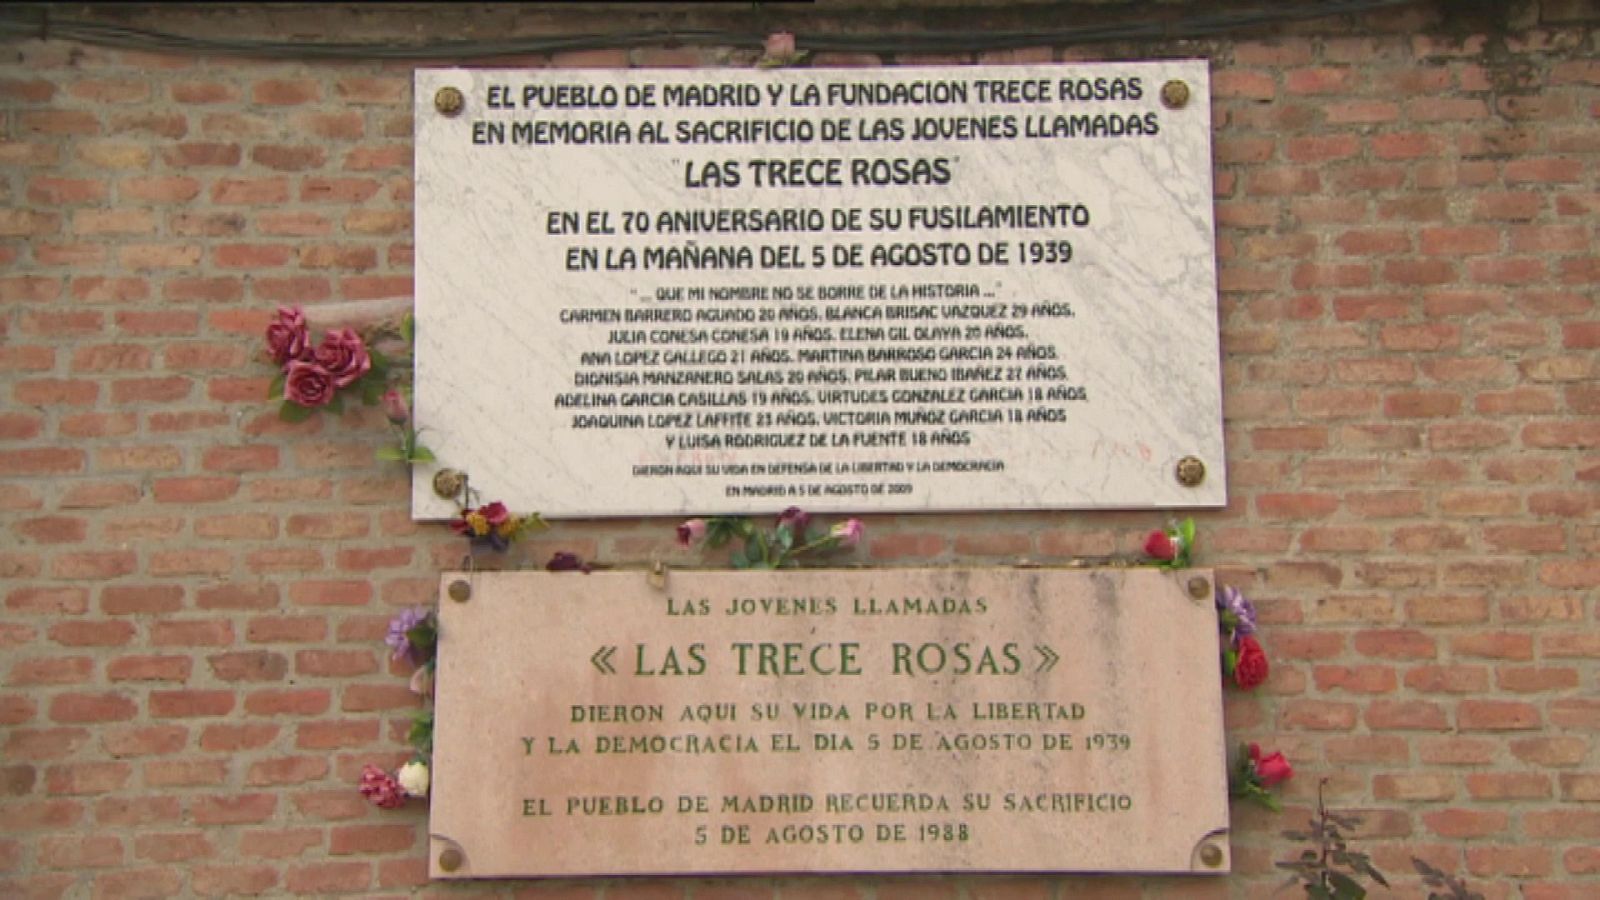 EL PUEBLO DE MADRID Y LA FUNDACION TRECE ROSAS
EN MEMORIA AL SACRIFICIO DE LAS JOVENES LLAMADAS
"LAS TRECE ROSAS"
EN EL 70 ANIVERSARIO DE SU FUSILAMIENTO
EN LA MAÑANA DEL 5 DE AGOSTO DE 1939
"... QUE MI NOMBRE NO SE BORRE DE LA HISTORIA ..."
CARMEN BARRERO AGUADO 20 AÑOS, BLANCA BRISAC VAZQUEZ 29 AÑOS,
JULIA CONESA CONESA 19 AÑOS, ELENA GIL OLAYA 20 AÑOS,
ANA LOPEZ GALLEGO 21 AÑOS, MARTINA BARROSO GARCIA 24 AÑOS,
DIONISIA MANZANERO SALAS 20 AÑOS, PILAR BUENO IBAÑEZ 27 AÑOS,
ADELINA GARCIA CASILLAS 19 AÑOS, VIRTUDES GONZALEZ GARCIA 18 AÑOS,
JOAQUINA LOPEZ LAFFITE 23 AÑOS, VICTORIA MUÑOZ GARCIA 18 AÑOS
Y LUISA RODRIGUEZ DE LA FUENTE 18 AÑOS
DIERON AQUI SU VIDA EN DEFENSA DE LA LIBERTAD Y LA DEMOCRACIA
EN MADRID A 5 DE AGOSTO DE 2009
LAS JOVENES LLAMADAS
«LAS TRECE ROSAS»
DIERON AQUI SU VIDA POR LA LIBERTAD
Y LA DEMOCRACIA EL DIA 5 DE AGOSTO DE 1939
EL PUEBLO DE MADRID RECUERDA SU SACRIFICIO
5 DE AGOSTO DE 1988